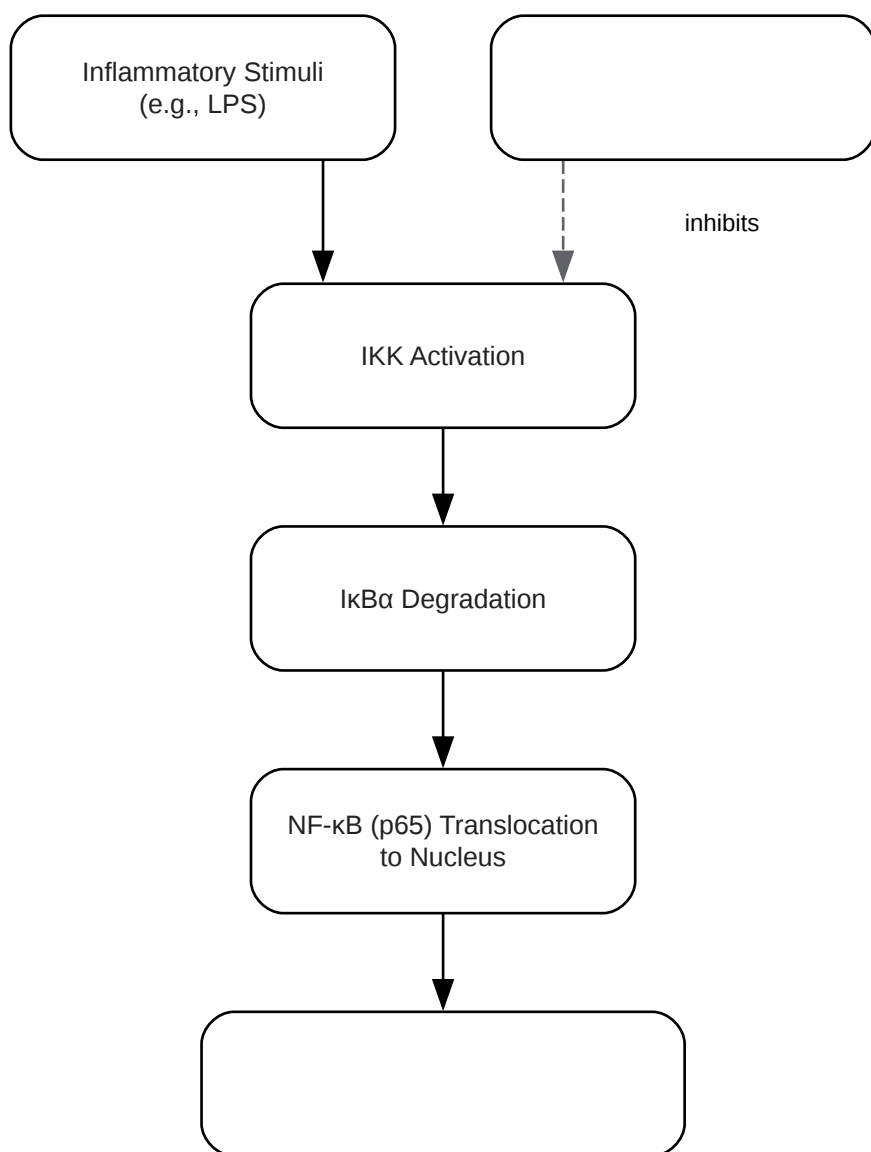 Inflammatory Stimuli
(e.g., LPS)
inhibits
IKK Activation
IκBα Degradation
NF-κB (p65) Translocation
to Nucleus